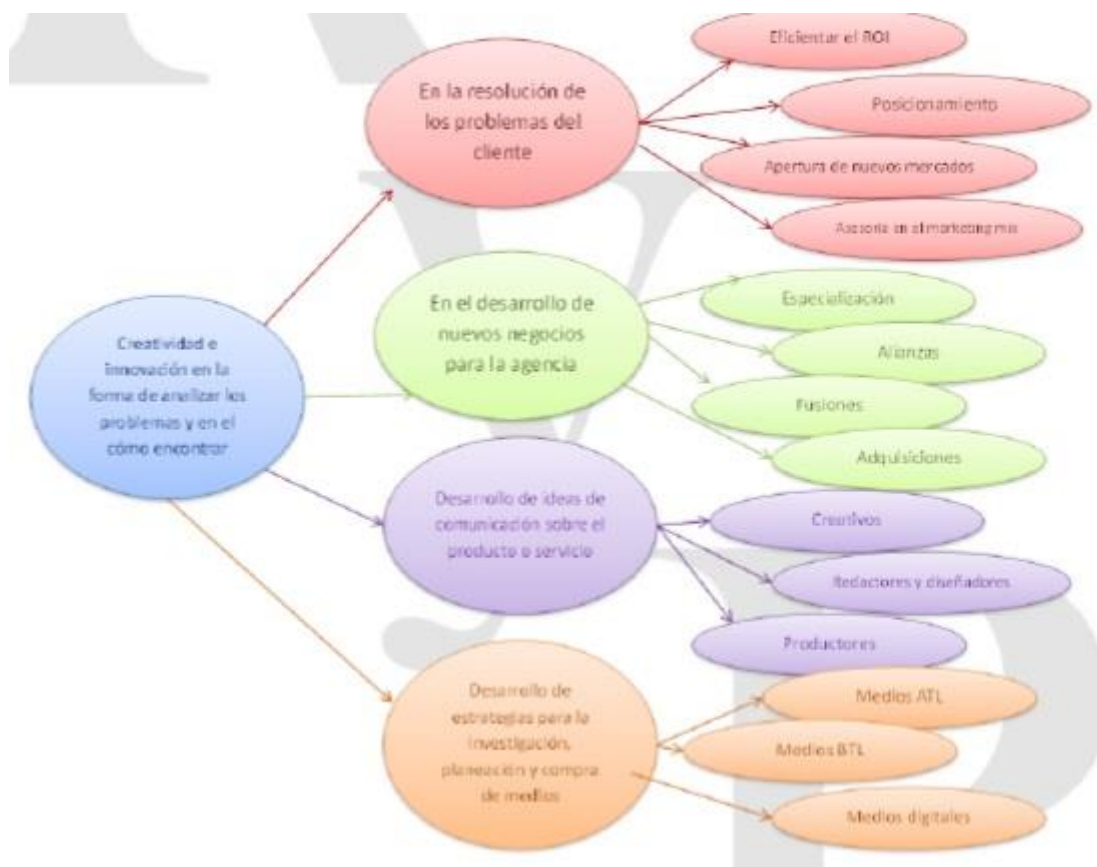 Eficientar el ROI
En la resolución de
los problemas del
cliente
Posicionamiento
Apertura de nuevos mercados
Asesoría en el marketing mix
Creatividad e
innovación en la
forma de analizar los
problemas y en el
cómo encontrar
En el desarrollo de
nuevos negocios
para la agencia
Especialización
Alianzas
Fusiones
Adquisiciones
Desarrollo de ideas de
comunicación sobre el
producto o servicio
Creativos
Redactores y diseñadores
Productores
Desarrollo de
estrategias para la
investigación,
planeación y compra
de medios
Medios ATL
Medios BTL
Medios digitales